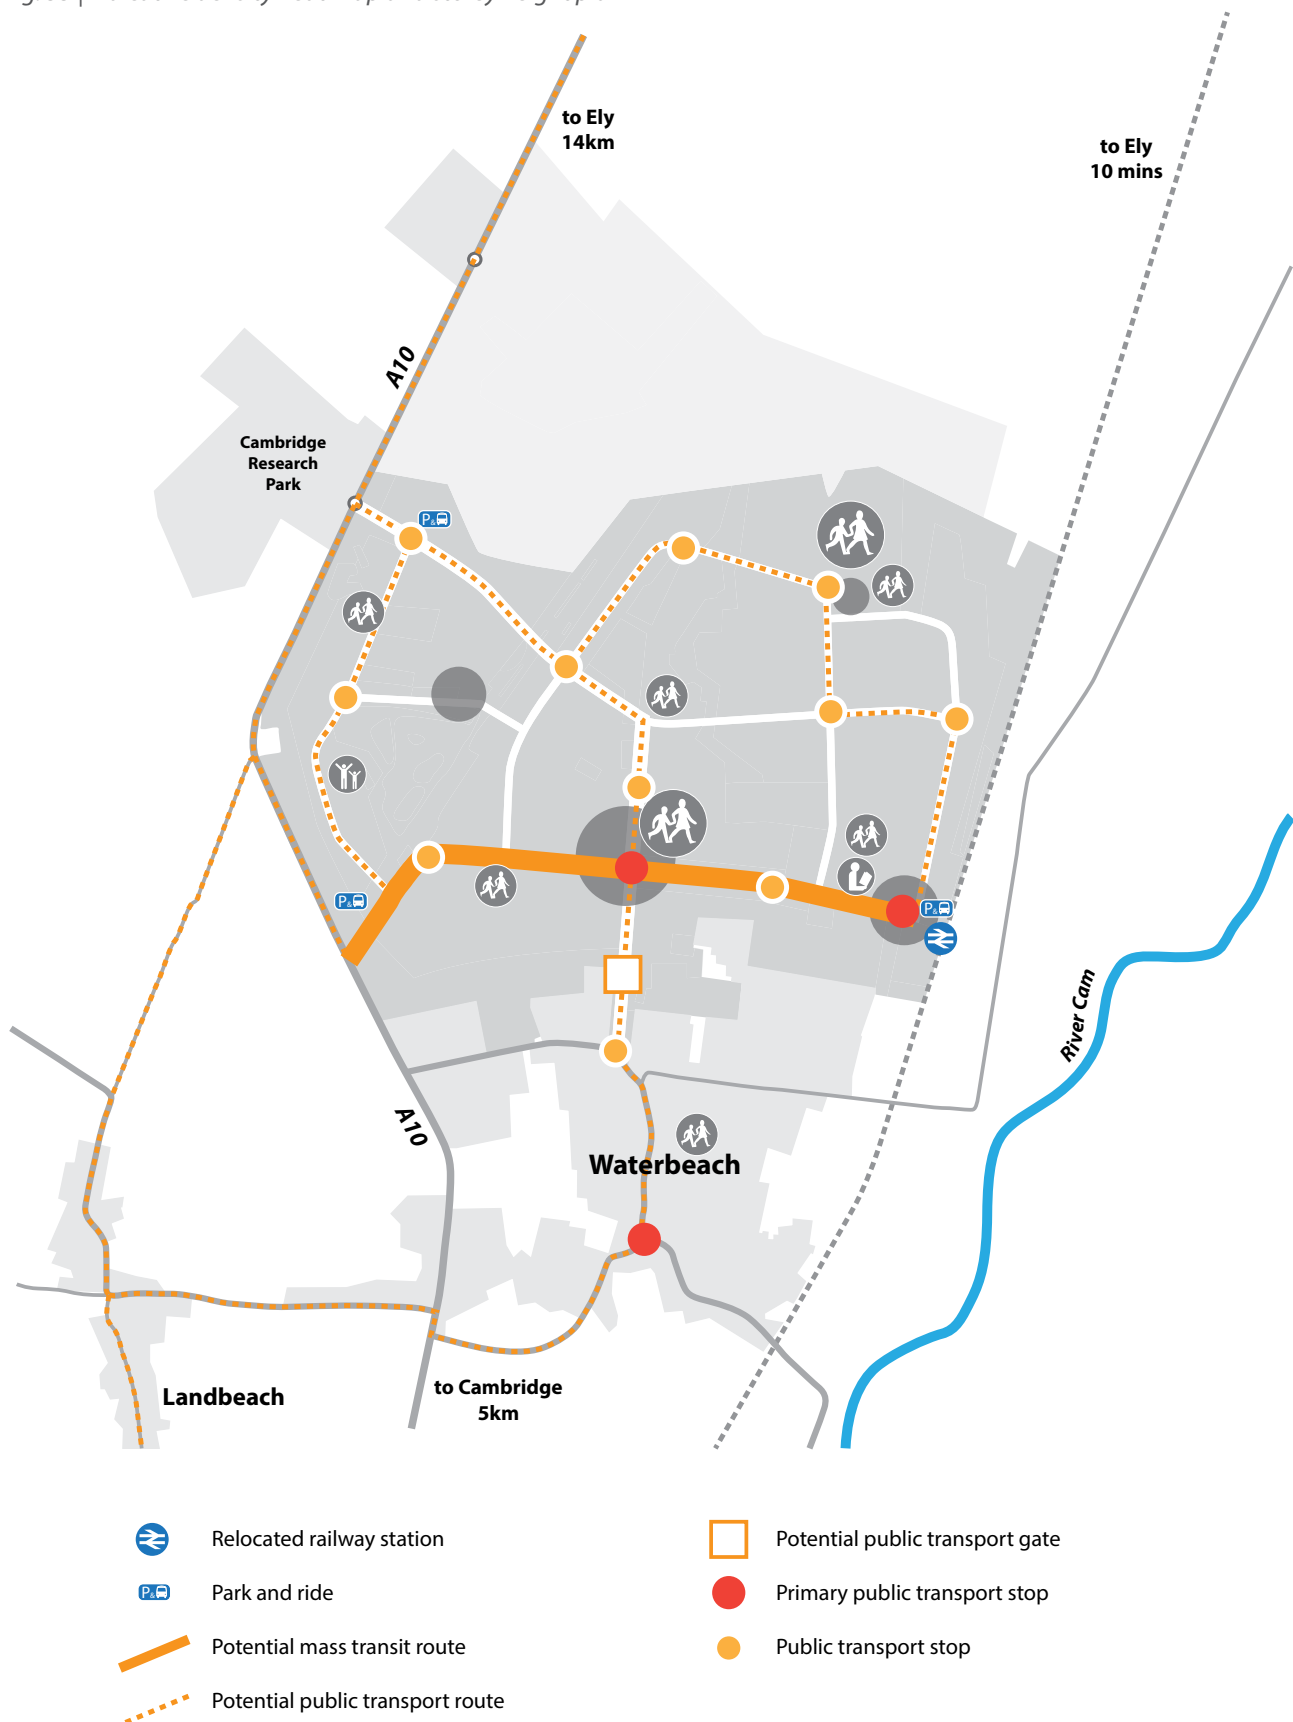 to Ely
14km
to Ely
10 mins
A10
Cambridge
Research
Park
P&
P&
P&
River Cam
A10
Waterbeach
Landbeach
to Cambridge
5km
Relocated railway station
Potential public transport gate
P&
Park and ride
Primary public transport stop
Potential mass transit route
Public transport stop
Potential public transport route